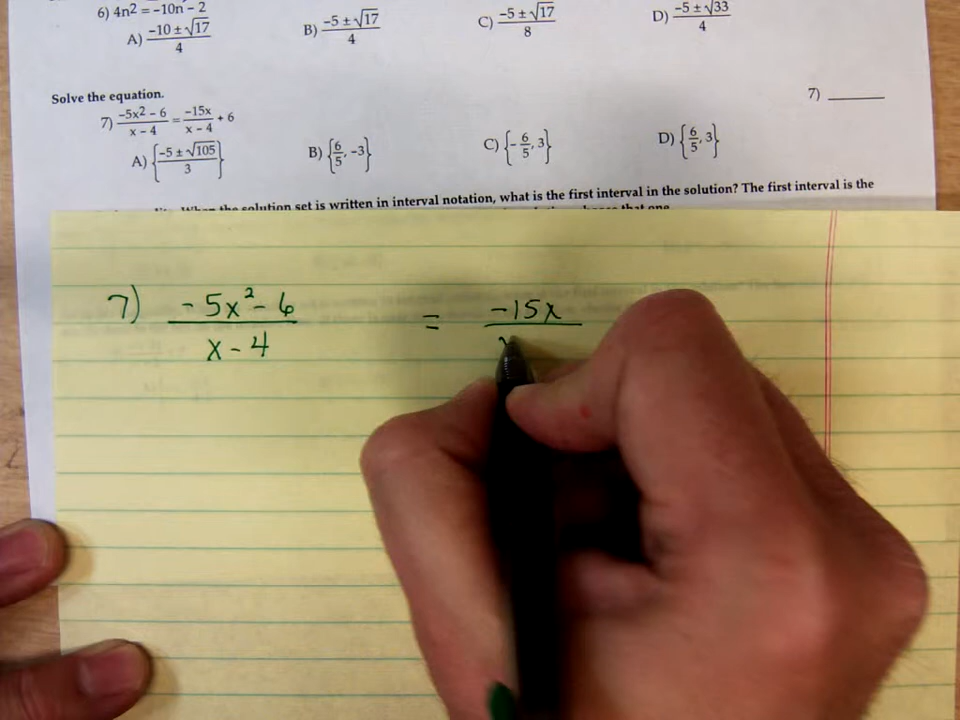 6) 4n2 = -10n - 2
A) -10 ± √17 / 4 B) -5 ± √17 / 4 C) -5 ± √17 / 8 D) -5 ± √33 / 4
Solve the equation.
7) -5x2 - 6 / x - 4 = -15x / x - 4 + 6 7) ______
A) {-5 ± √105 / 3} B) {6/5, -3} C) {-6/5, 3} D) {6/5, 3}
the solution set is written in interval notation, what is the first interval in the solution? The first interval is the
7) -5x² - 6 / x - 4 = -15x